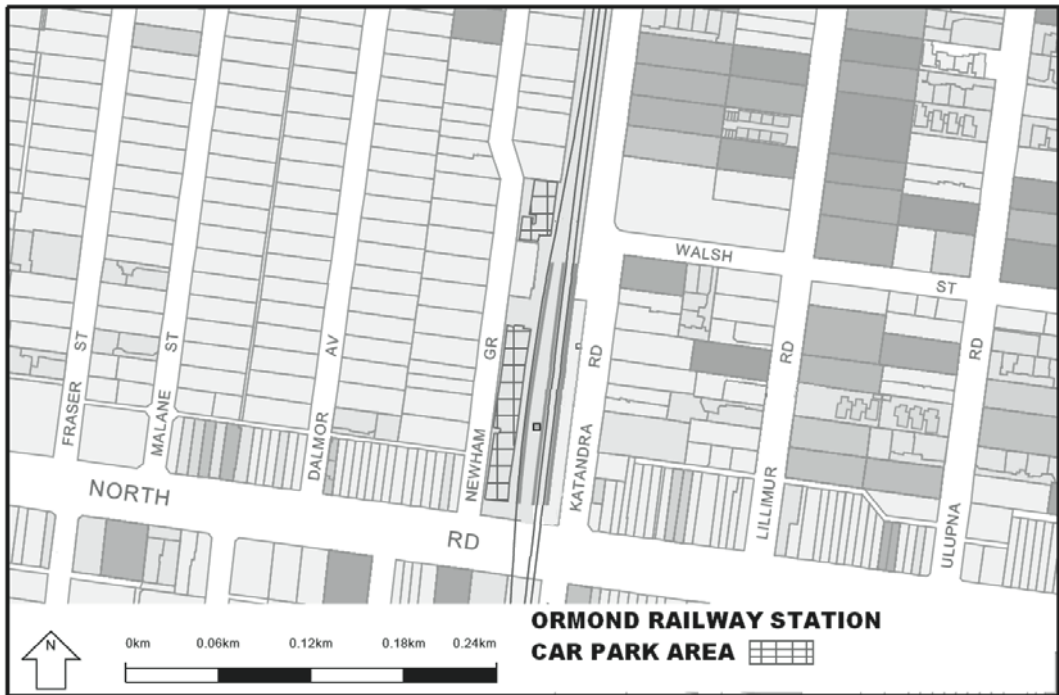 WALSH
ST
FRASER ST
MALANE ST
DALMOR AV
NEWHAM GR
KATANDRA RD
LILLIMUR RD
ULUPNA RD
NORTH
RD
N
0km 0.06km 0.12km 0.18km 0.24km
ORMOND RAILWAY STATION
CAR PARK AREA